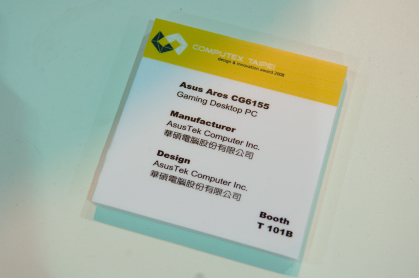 COMPUTEX TAIPEI
design & innovation award 2008
Asus Ares CG6155
Gaming Desktop PC
Manufacturer
AsusTek Computer Inc.
華碩電腦股份有限公司
Design
AsusTek Computer Inc.
華碩電腦股份有限公司
Booth
T 101B